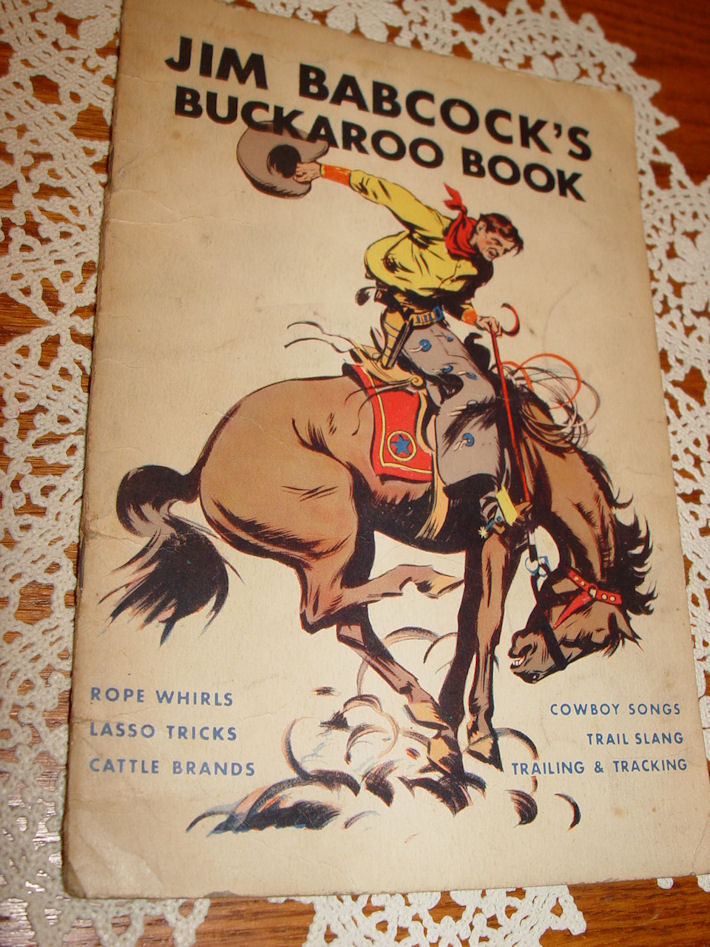 JIM BABCOCK'S
BUCKAROO BOOK
ROPE WHIRLS
LASSO TRICKS
CATTLE BRANDS
COWBOY SONGS
TRAIL SLANG
TRAILING & TRACKING